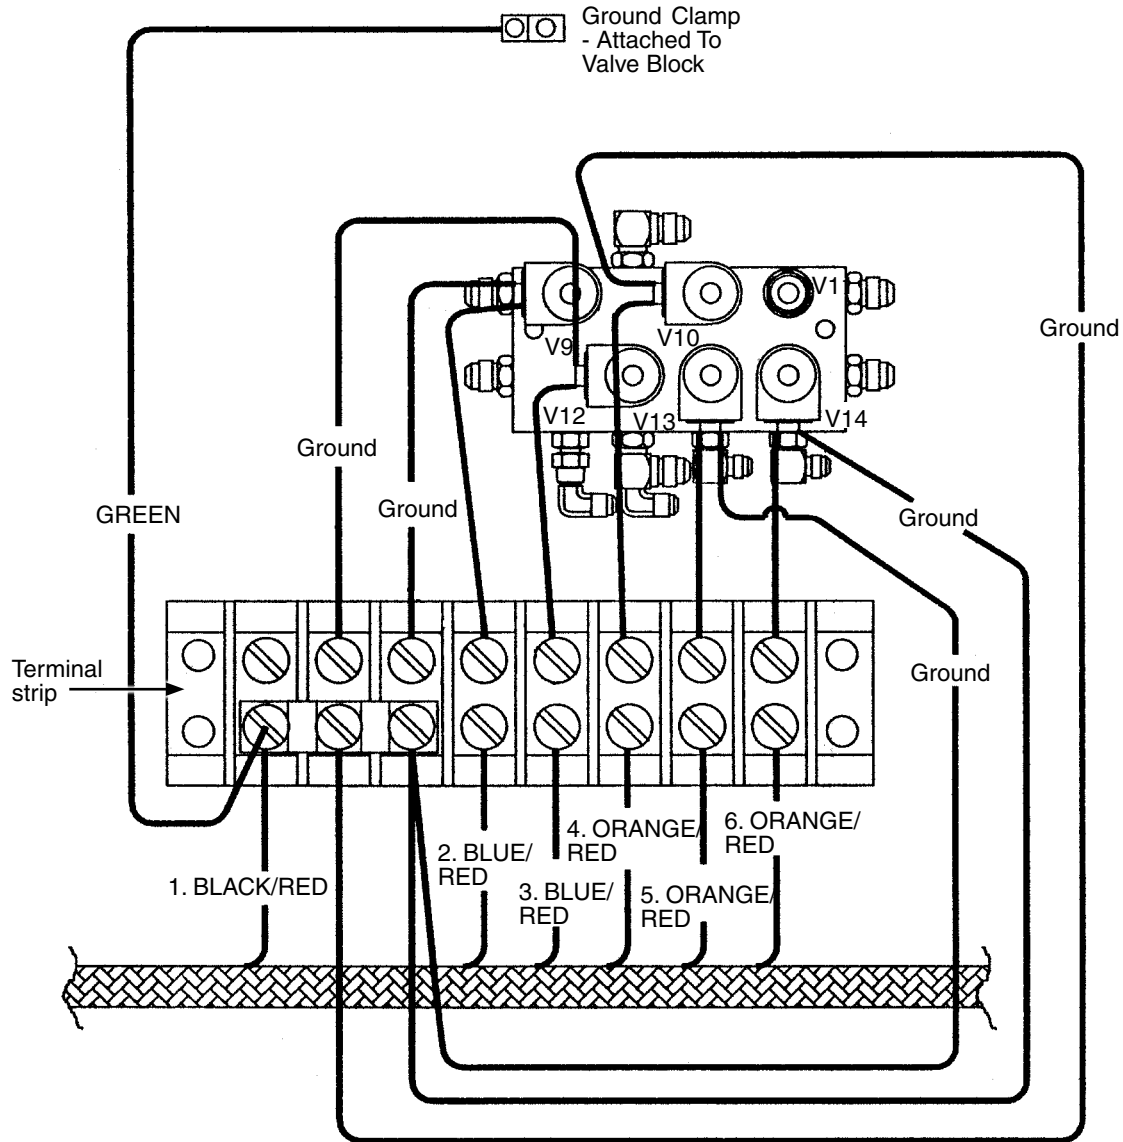 Ground Clamp
- Attached To
Valve Block
V1
Ground
V9
V10
V12
V13
V14
Ground
Ground
GREEN
Ground
Terminal
strip
Ground
1. BLACK/RED
2. BLUE/
RED
3. BLUE/
RED
4. ORANGE/
RED
5. ORANGE/
RED
6. ORANGE/
RED